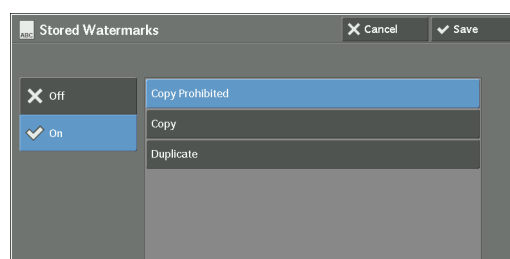 ABC Stored Watermarks Cancel Save
Off
On
Copy Prohibited
Copy
Duplicate